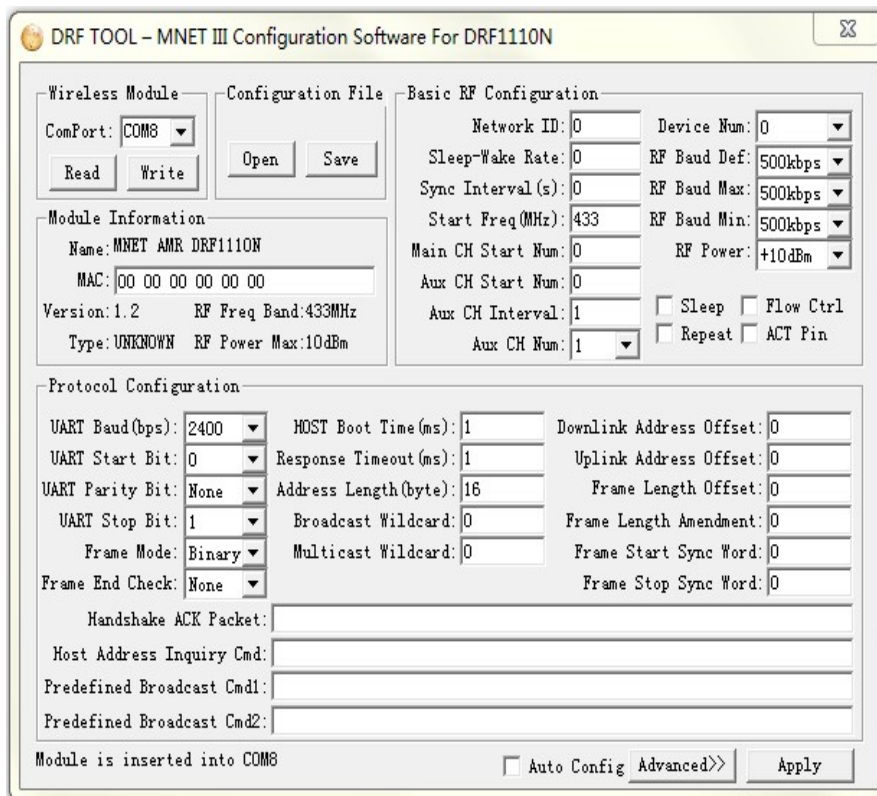 DRF TOOL – MNET III Configuration Software For DRF1110N
Wireless Module
ComPort: COM8
Read Write
Configuration File
Open Save
Module Information
Name: MNET AMR DRF1110N
MAC: 00 00 00 00 00 00
Version: 1.2 RF Freq Band:433MHz
Type: UNKNOWN RF Power Max:10dBm
Basic RF Configuration
Network ID: 0 Device Num: 0
Sleep-Wake Rate: 0 RF Baud Def: 500kbps
Sync Interval(s): 0 RF Baud Max: 500kbps
Start Freq(MHz): 433 RF Baud Min: 500kbps
Main CH Start Num: 0 RF Power: +10dBm
Aux CH Start Num: 0
Aux CH Interval: 1 Sleep Flow Ctrl
Aux CH Num: 1 Repeat ACT Pin
Protocol Configuration
UART Baud(bps): 2400 HOST Boot Time(ms): 1 Downlink Address Offset: 0
UART Start Bit: 0 Response Timeout(ms): 1 Uplink Address Offset: 0
UART Parity Bit: None Address Length(byte): 16 Frame Length Offset: 0
UART Stop Bit: 1 Broadcast Wildcard: 0 Frame Length Amendment: 0
Frame Mode: Binary Multicast Wildcard: 0 Frame Start Sync Word: 0
Frame End Check: None Frame Stop Sync Word: 0
Handshake ACK Packet:
Host Address Inquiry Cmd:
Predefined Broadcast Cmd1:
Predefined Broadcast Cmd2:
Module is inserted into COM8 Auto Config Advanced>> Apply